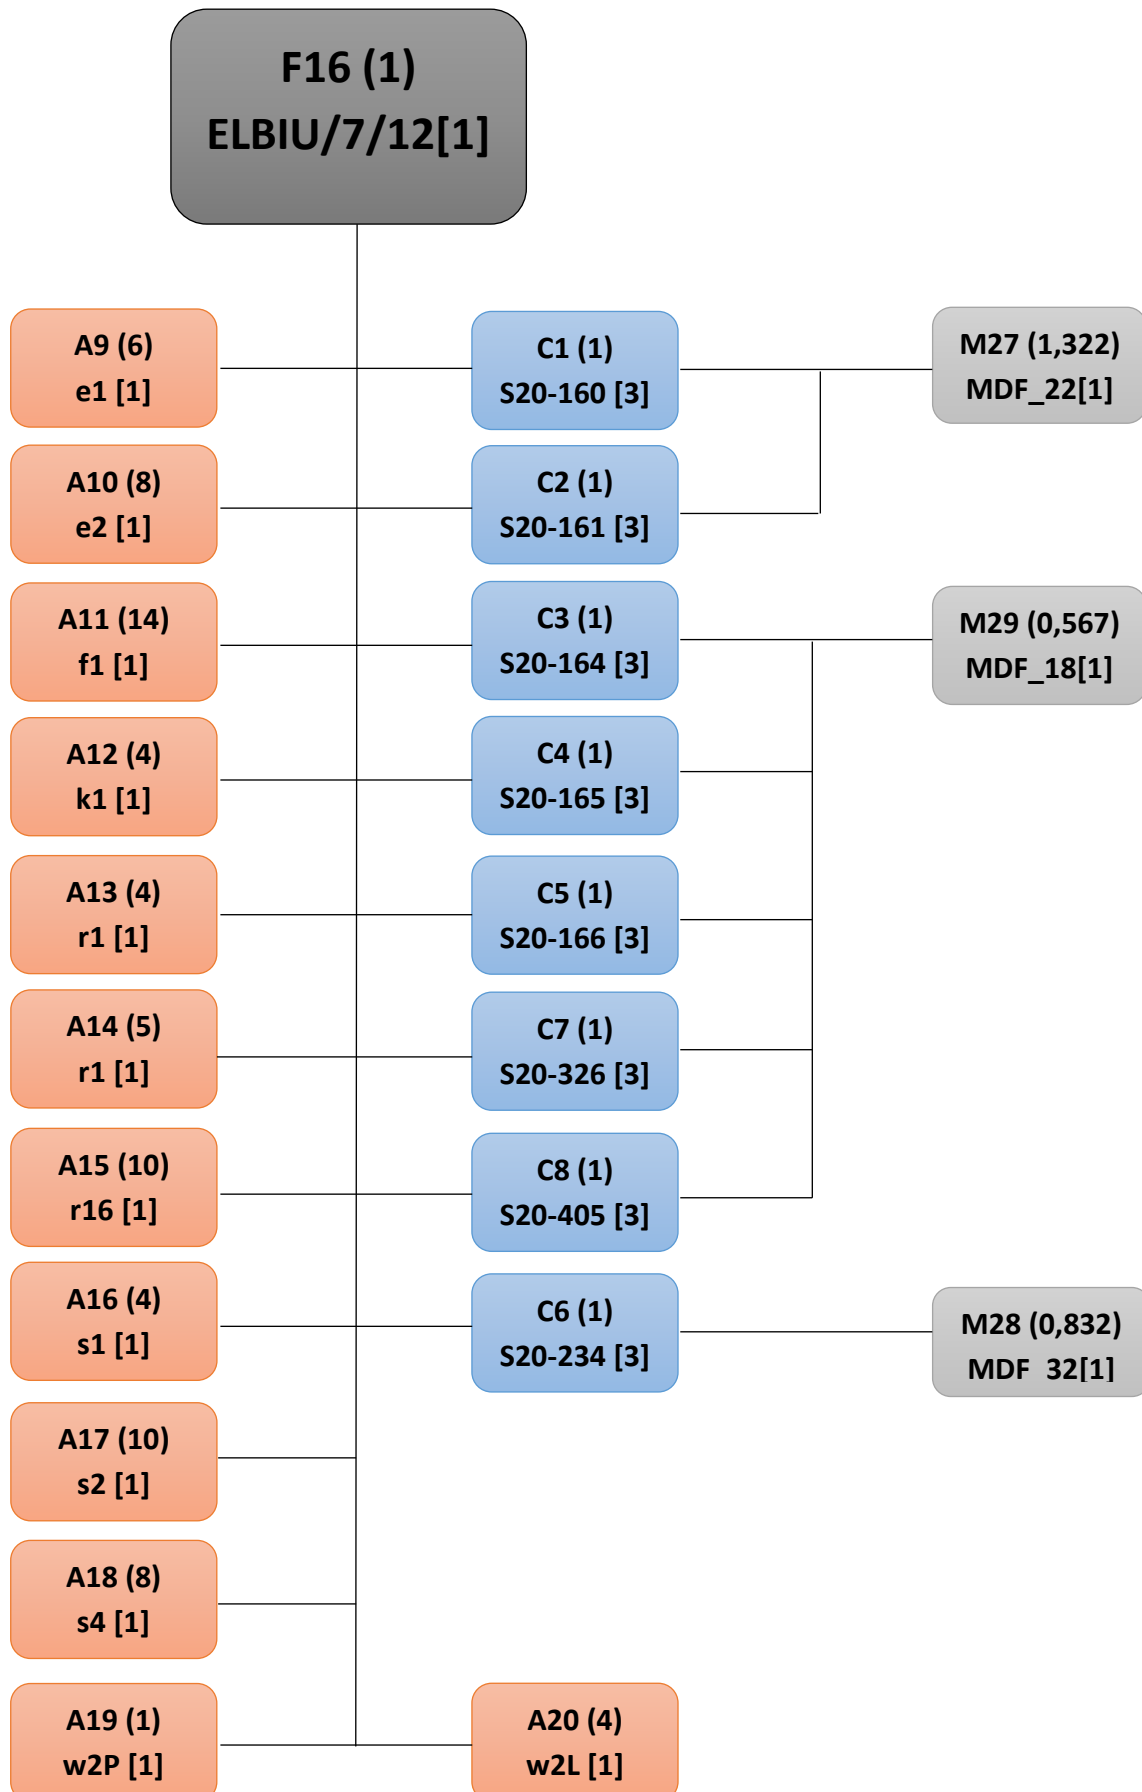 F16 (1)
ELBIU/7/12[1]
A9 (6)
e1 [1]
C1 (1)
S20-160 [3]
M27 (1,322)
MDF_22[1]
A10 (8)
e2 [1]
C2 (1)
S20-161 [3]
A11 (14)
f1 [1]
C3 (1)
S20-164 [3]
M29 (0,567)
MDF_18[1]
A12 (4)
k1 [1]
C4 (1)
S20-165 [3]
A13 (4)
r1 [1]
C5 (1)
S20-166 [3]
A14 (5)
r1 [1]
C7 (1)
S20-326 [3]
A15 (10)
r16 [1]
C8 (1)
S20-405 [3]
A16 (4)
s1 [1]
C6 (1)
S20-234 [3]
M28 (0,832)
MDF_32[1]
A17 (10)
s2 [1]
A18 (8)
s4 [1]
A19 (1)
w2P [1]
A20 (4)
w2L [1]